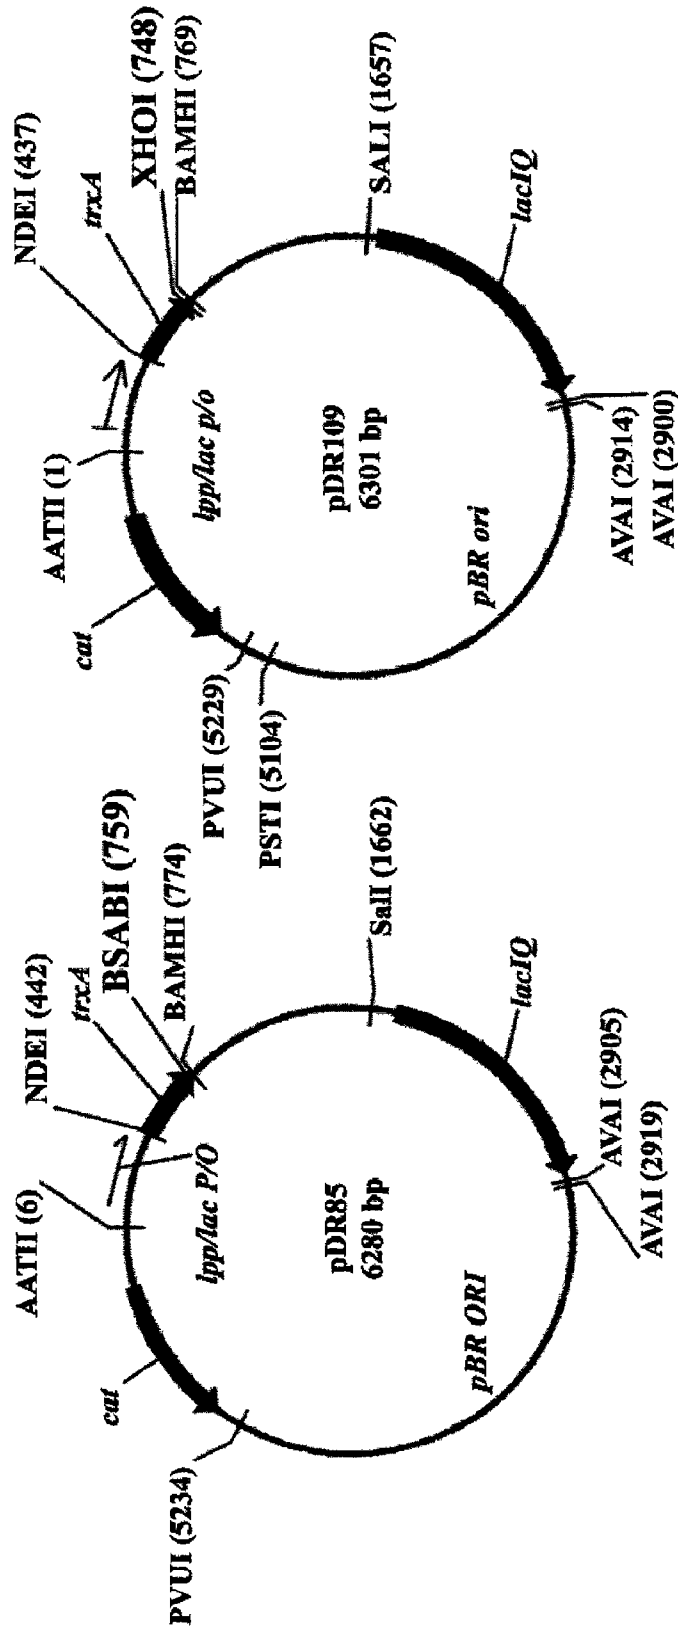 AATII (6)
NDEI (442)
trxA
BSABI (759)
BAMHI (774)
SalI (1662)
lacIQ
AVAI (2905)
AVAI (2919)
pBR ORI
PVUI (5234)
cat
lpp/lac P/O
pDR85
6280 bp
AATII (1)
NDEI (437)
trxA
XHOI (748)
BAMHI (769)
SALI (1657)
lacIQ
AVAI (2914)
AVAI (2900)
pBR ori
PSTI (5104)
PVUI (5229)
cat
lpp/lac p/o
pDR109
6301 bp